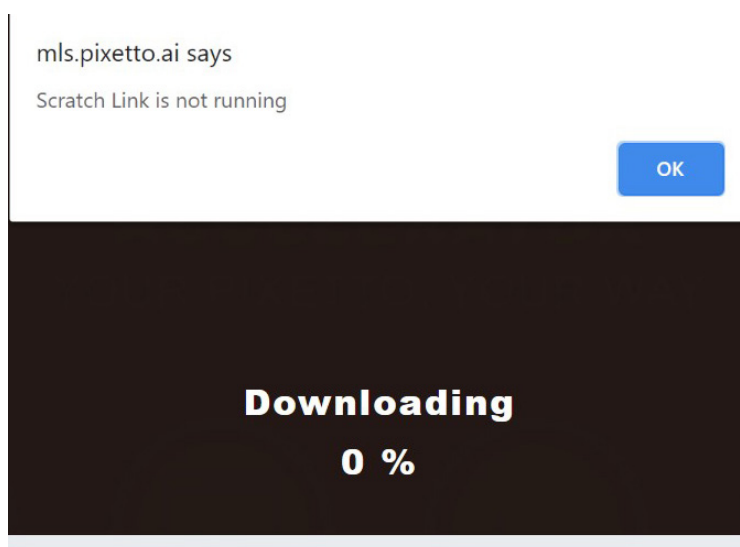 mls.pixetto.ai says
Scratch Link is not running
OK
Downloading
0 %